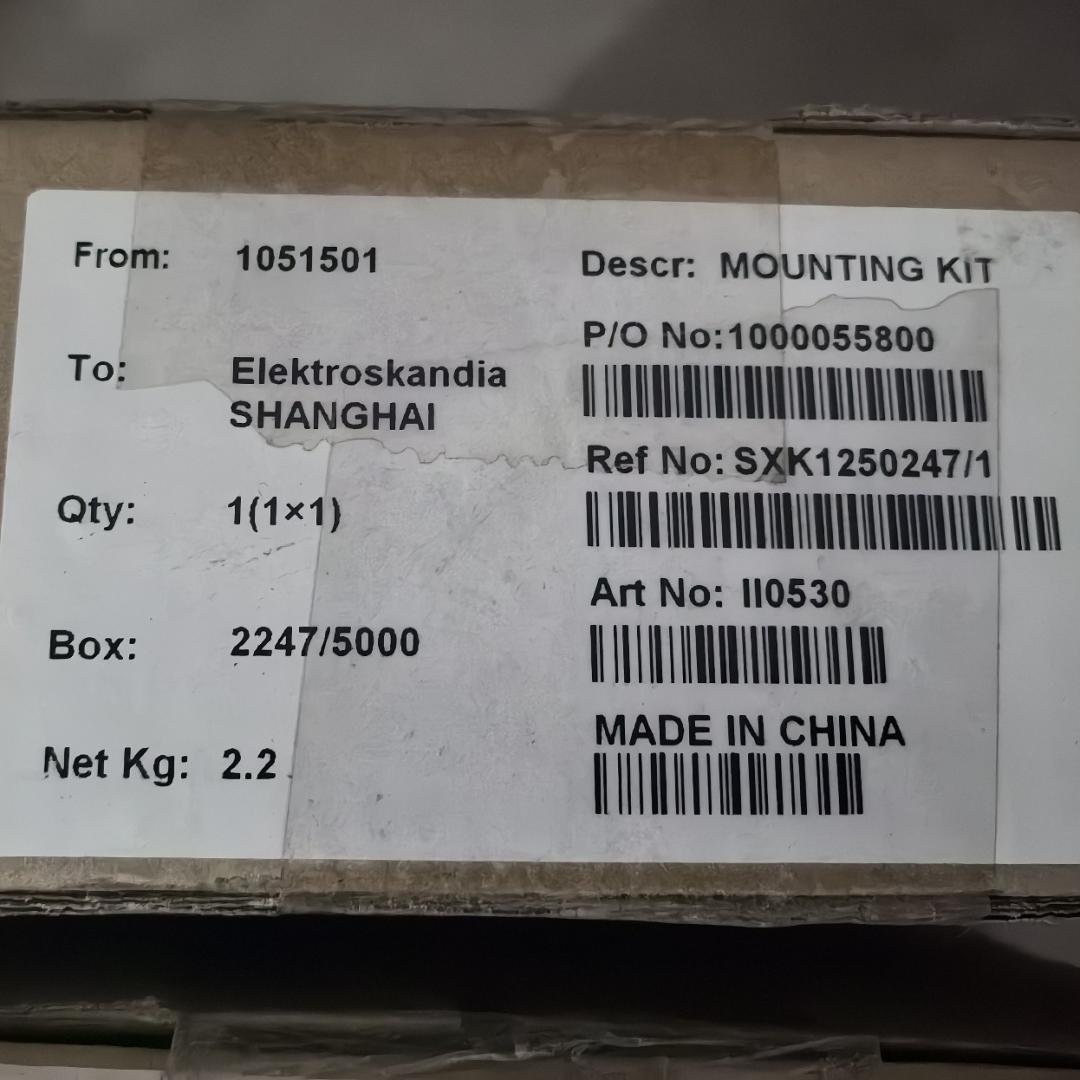 From: 1051501
To: Elektroskandia
SHANGHAI
Qty: 1(1×1)
Box: 2247/5000
Net Kg: 2.2
Descr: MOUNTING KIT
P/O No:1000055800
Ref No: SXK1250247/1
Art No: II0530
MADE IN CHINA